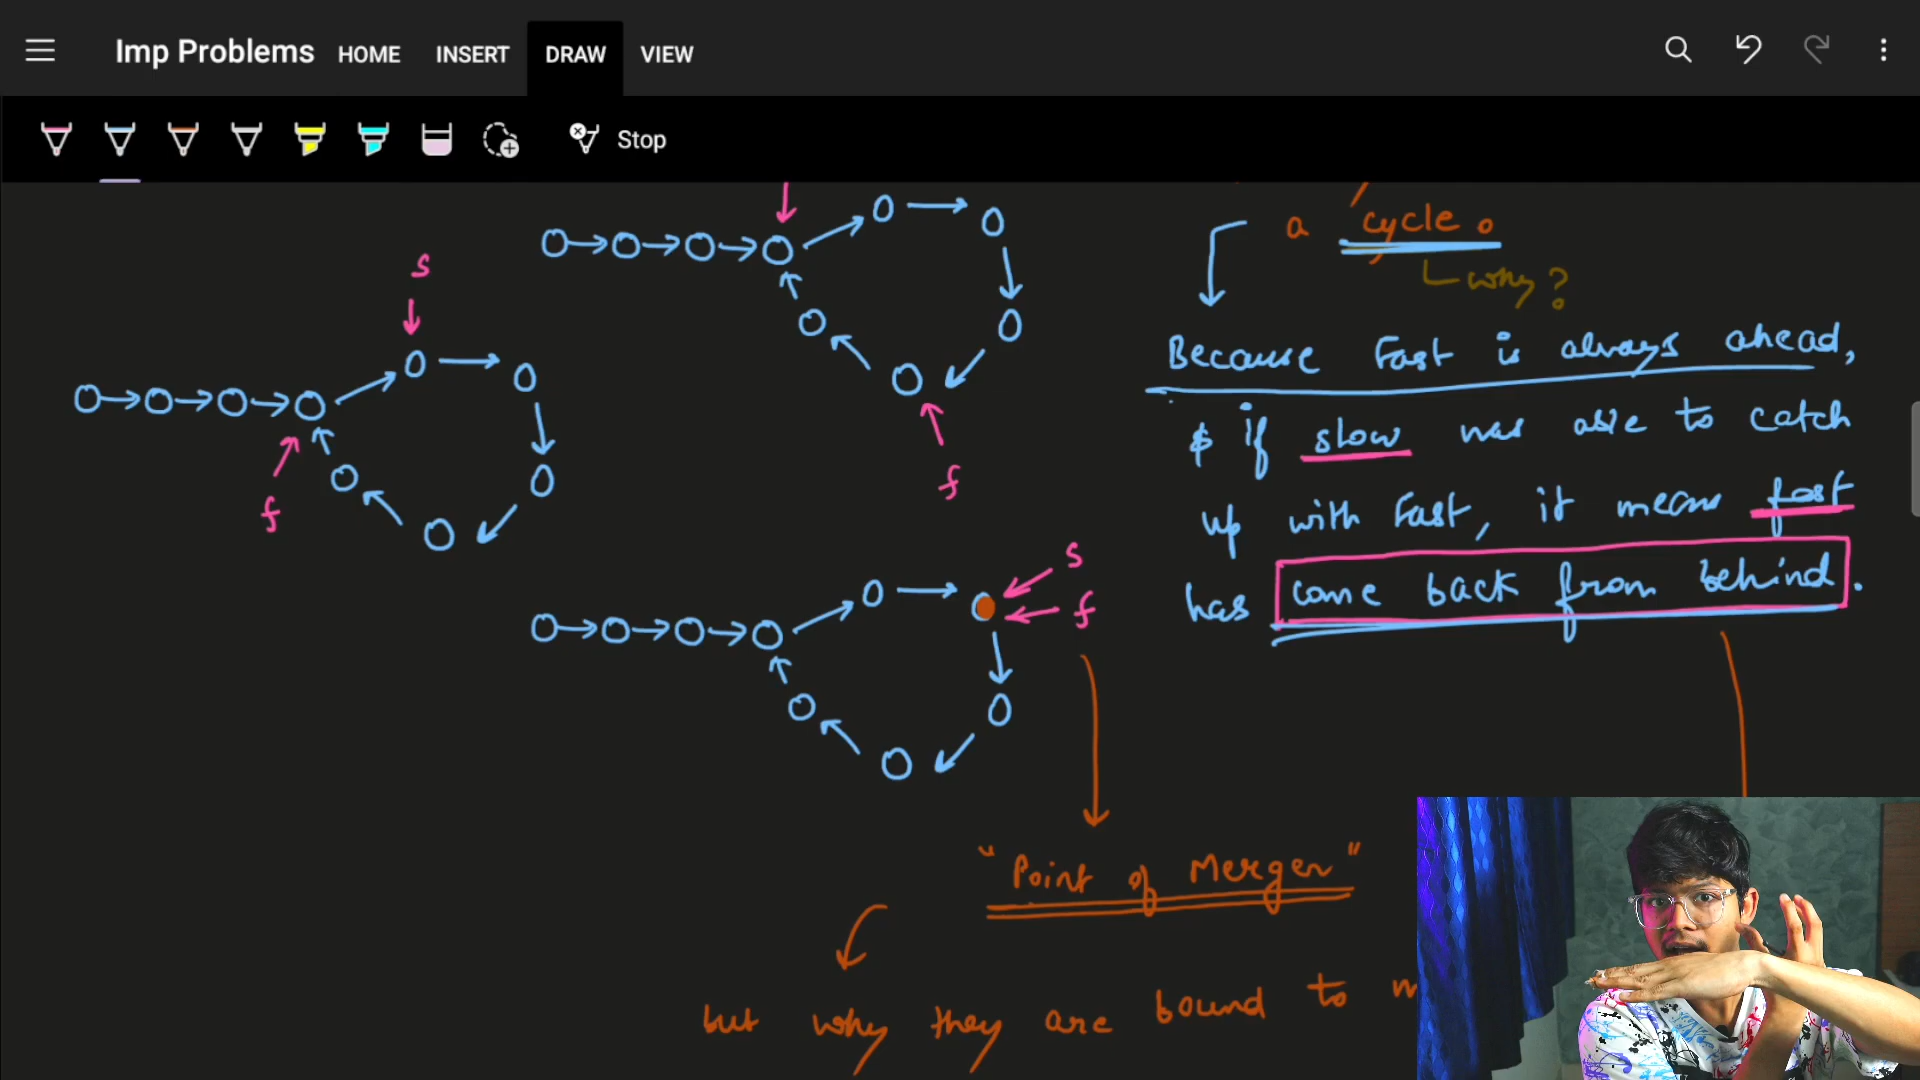 Imp Problems HOME INSERT DRAW VIEW
Stop
a cycle.
why?
s
Because Fast is always ahead,
& if slow was able to catch
f
up with Fast, it means fast
f
s
has come back from behind.
f
"Point of Merger"
but why they are bound to m